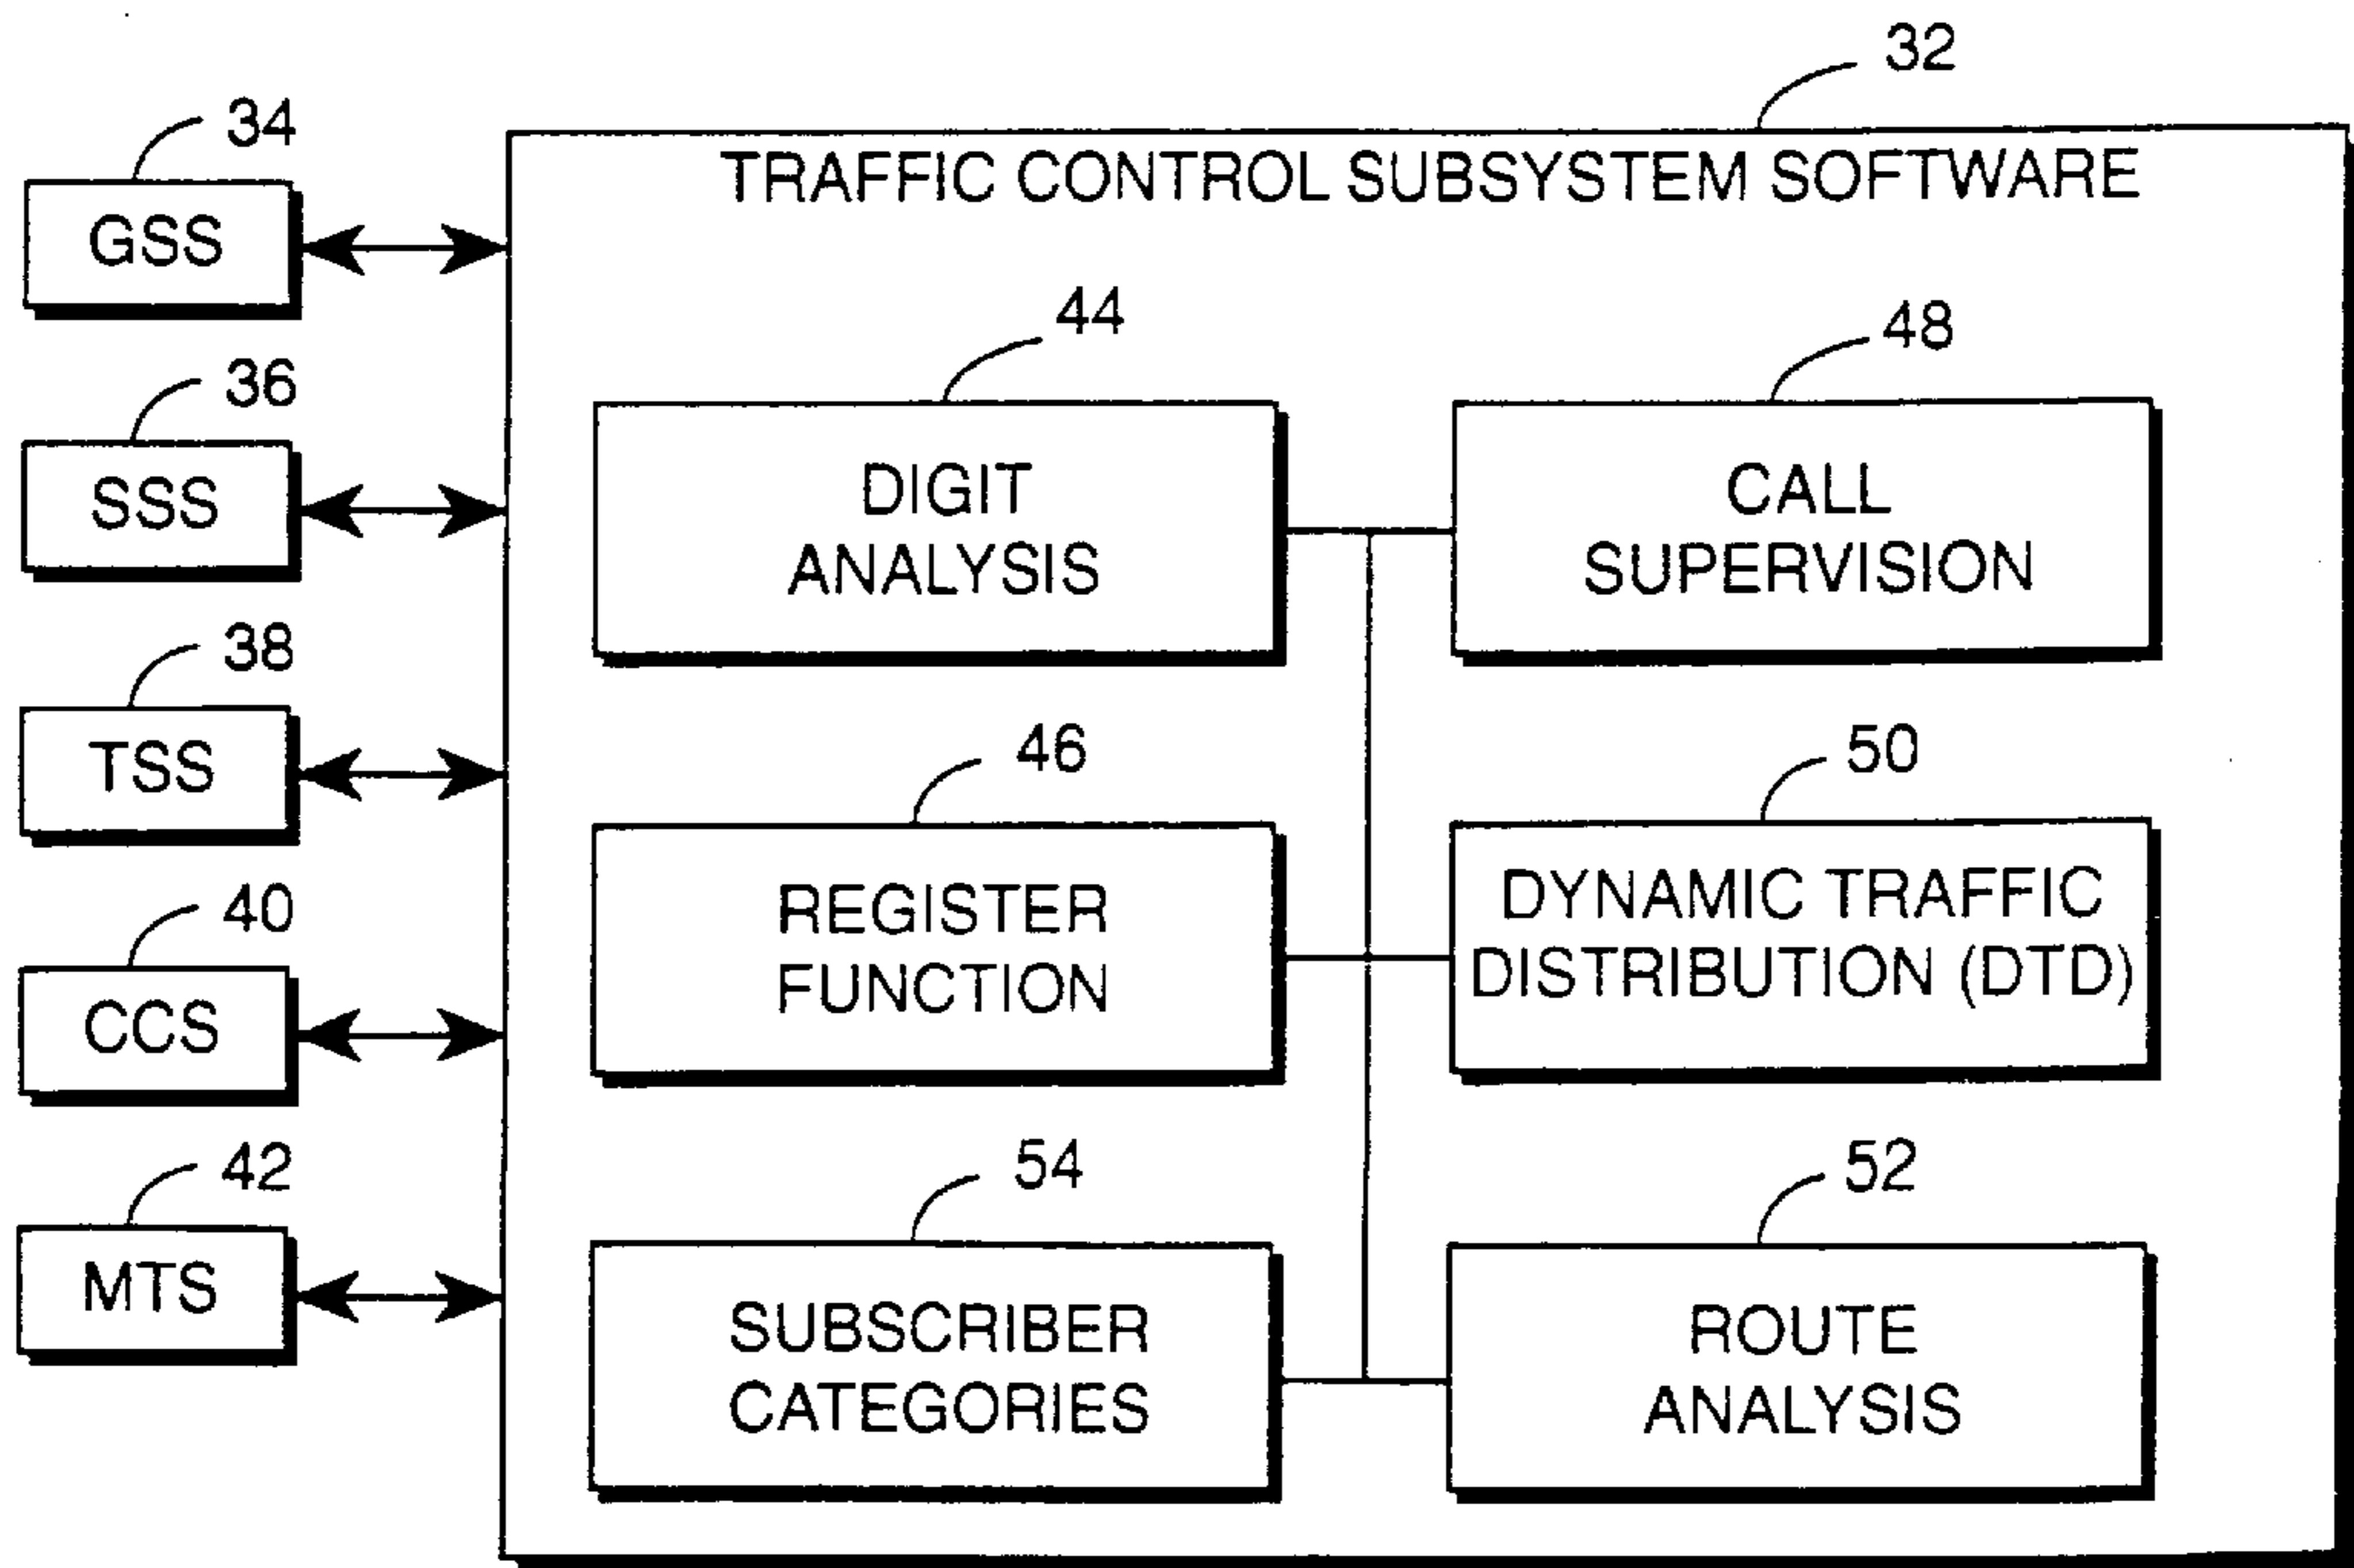 32
34
TRAFFIC CONTROL SUBSYSTEM SOFTWARE
GSS
44
48
36
SSS
DIGIT
ANALYSIS
CALL
SUPERVISION
38
TSS
46
50
REGISTER
FUNCTION
DYNAMIC TRAFFIC
DISTRIBUTION (DTD)
40
CCS
54
52
42
MTS
SUBSCRIBER
CATEGORIES
ROUTE
ANALYSIS